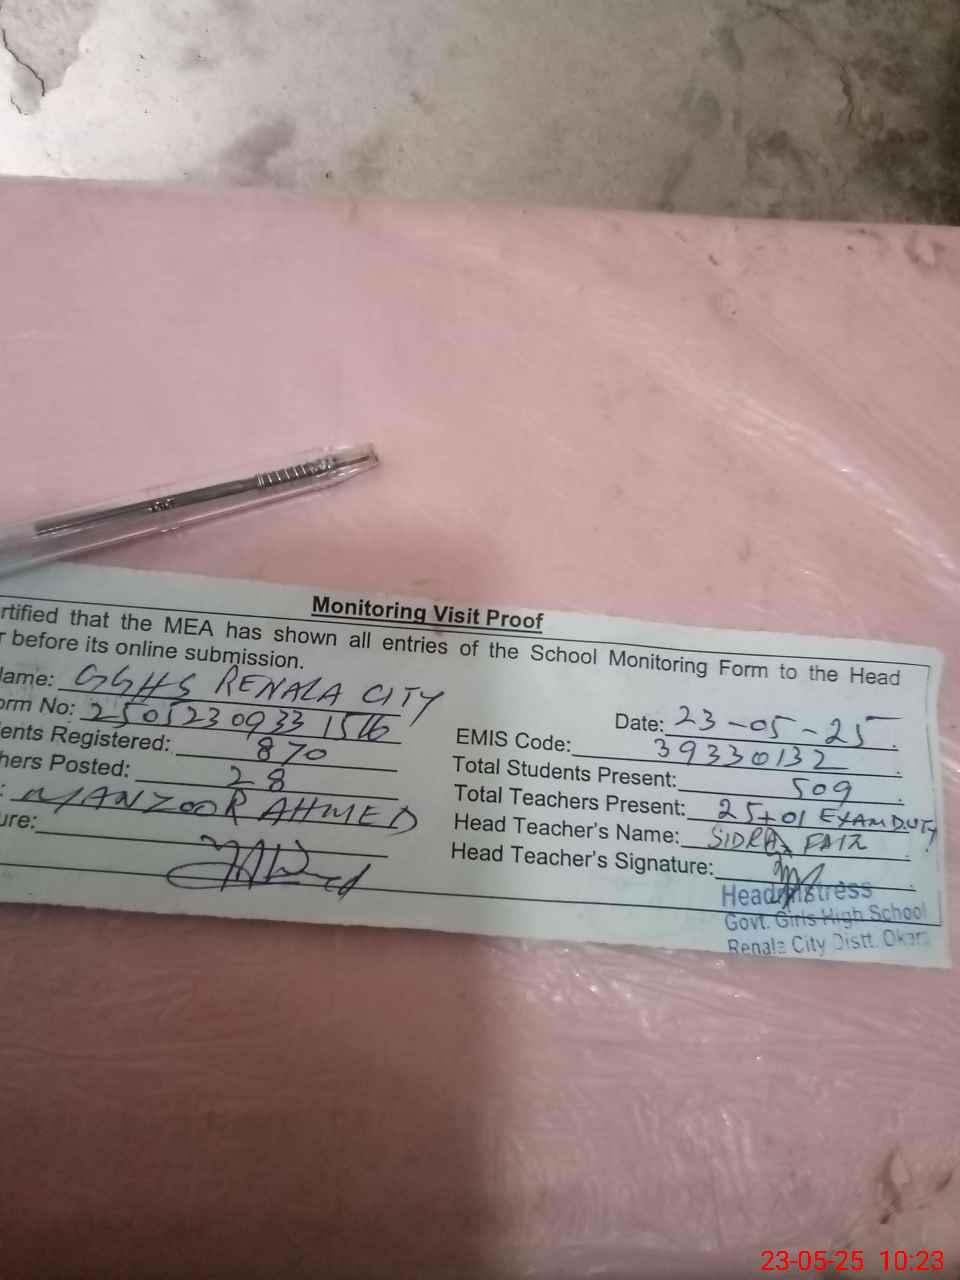 Monitoring Visit Proof
rtified that the MEA has shown all entries of the School Monitoring Form to the Head
r before its online submission.
lame: GGHS RENALA CITY
Date: 23-05-25
orm No: 2505230933 1516
EMIS Code: 39330132
ents Registered: 870
Total Students Present: 509
hers Posted: 28
Total Teachers Present: 25+01 EXAM DUTY
: MANZOOR AHMED
Head Teacher's Name: SIDRA
ure:
Head Teacher's Signature:
Headmistress
Govt. Girls High School
Renala City Distt. Okara
23-05-25 10:23